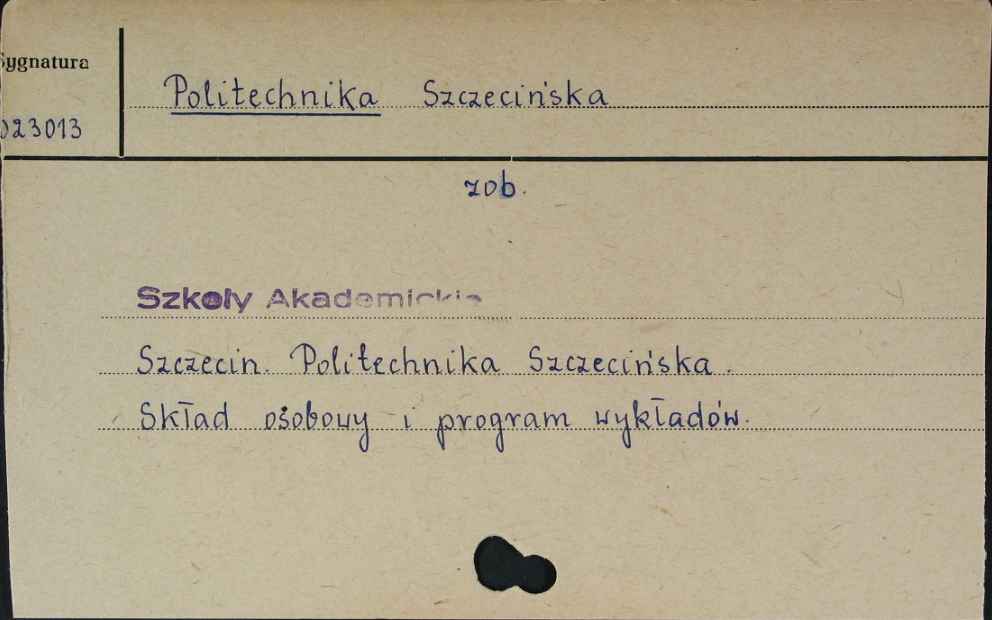 Sygnatura
Politechnika Szczecińska
023013
zob.
Szkoły Akademickie
Szczecin. Politechnika Szczecińska.
Skład osobowy i program wykładów.